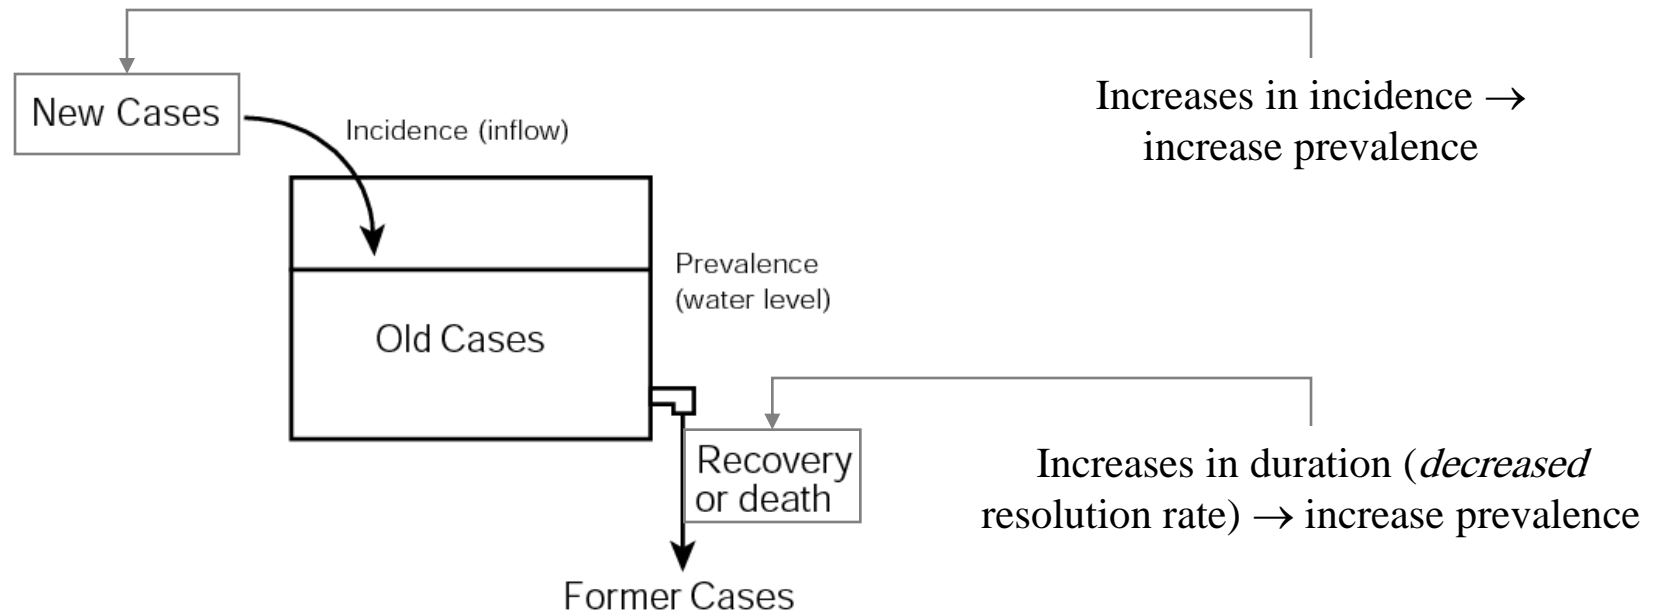 New Cases
Incidence (inflow)
Increases in incidence →
increase prevalence
Prevalence
(water level)
Old Cases
Recovery
or death
Increases in duration (decreased
resolution rate) → increase prevalence
Former Cases